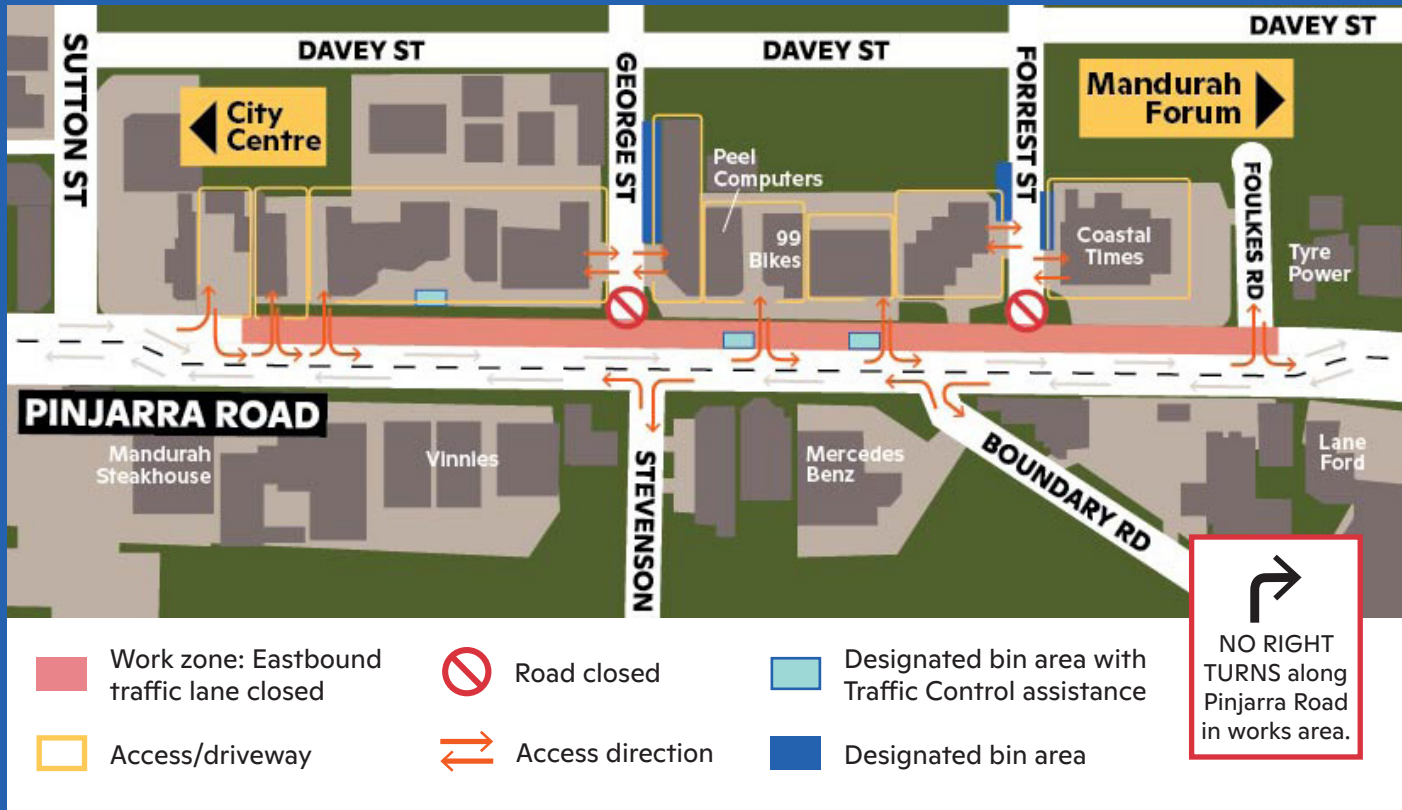 DAVEY ST
DAVEY ST
DAVEY ST
SUTTON ST
GEORGE ST
FORREST ST
City
Centre
Mandurah
Forum
Peel
Computers
99
Bikes
Coastal
Times
FOULKES RD
Tyre
Power
PINJARRA ROAD
Mandurah
Steakhouse
Vinnies
STEVENSON
Mercedes
Benz
BOUNDARY RD
Lane
Ford
NO RIGHT
TURNS along
Pinjarra Road
in works area.
Work zone: Eastbound
traffic lane closed
Road closed
Designated bin area with
Traffic Control assistance
Access/driveway
Access direction
Designated bin area